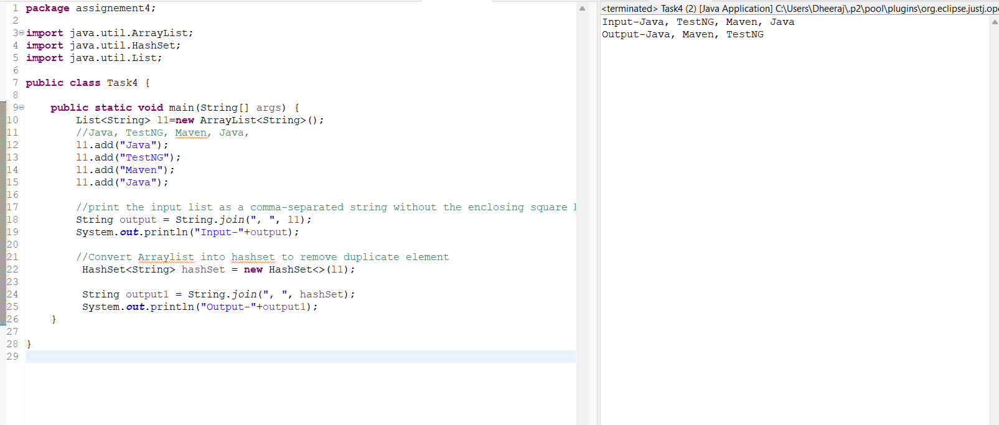 1 package assignement4;
2
3 import java.util.ArrayList;
4 import java.util.HashSet;
5 import java.util.List;
6
7 public class Task4 {
8
9 public static void main(String[] args) {
10 List<String> l1=new ArrayList<String>();
11 //Java, TestNG, Maven, Java,
12 l1.add("Java");
13 l1.add("TestNG");
14 l1.add("Maven");
15 l1.add("Java");
16
17 //print the input list as a comma-separated string without the enclosing square
18 String output = String.join(", ", l1);
19 System.out.println("Input-"+output);
20
21 //Convert Arraylist into hashset to remove duplicate element
22 HashSet<String> hashSet = new HashSet<>(l1);
23
24 String output1 = String.join(", ", hashSet);
25 System.out.println("Output-"+output1);
26 }
27
28 }
29
<terminated> Task4 (2) [Java Application] C:\Users\Dheeraj\.p2\pool\plugins\org.eclipse.justj.ope
Input-Java, TestNG, Maven, Java
Output-Java, Maven, TestNG